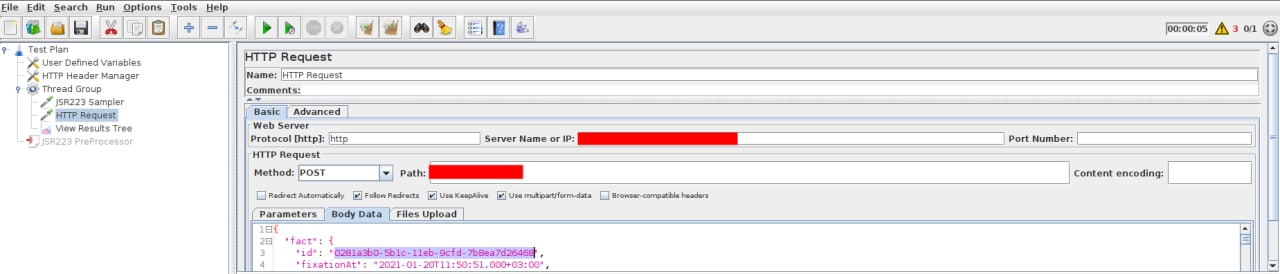 File Edit Search Run Options Tools Help
00:00:05 3 0/1
Test Plan
User Defined Variables
HTTP Header Manager
Thread Group
JSR223 Sampler
HTTP Request
View Results Tree
JSR223 PreProcessor
HTTP Request
Name: HTTP Request
Comments:
Basic Advanced
Web Server
Protocol [http]: http Server Name or IP: Port Number:
HTTP Request
Method: POST Path: Content encoding:
Redirect Automatically Follow Redirects Use KeepAlive Use multipart/form-data Browser-compatible headers
Parameters Body Data Files Upload
1 {
2 "fact": {
3 "id": "0281a3b0-5b1c-11eb-9cfd-7b8ea7d26468",
4 "fixationAt": "2021-01-20T11:50:51.000+03:00",